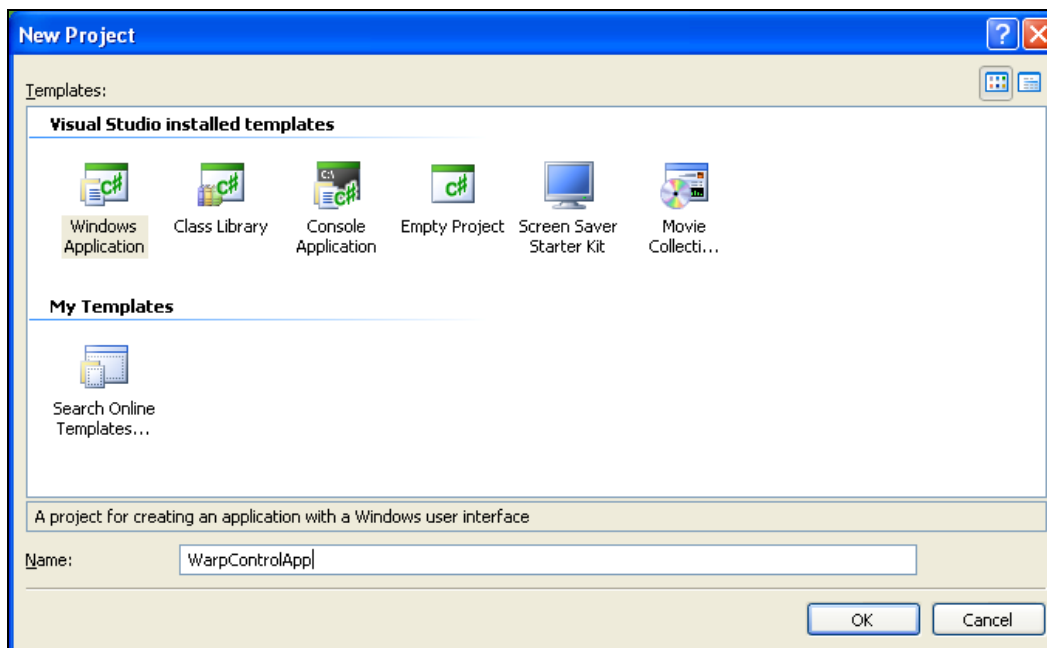 New Project
Templates:
Visual Studio installed templates
Windows Application
Class Library
Console Application
Empty Project
Screen Saver Starter Kit
Movie Collecti...
My Templates
Search Online Templates...
A project for creating an application with a Windows user interface
Name: WarpControlApp
OK Cancel